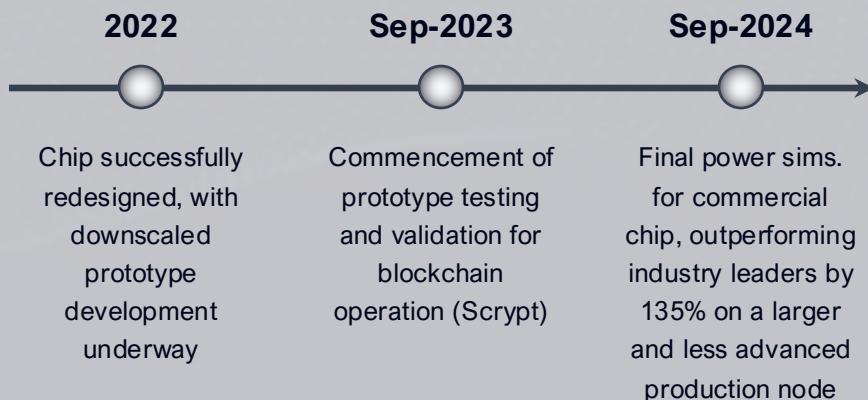 2022
Chip successfully
redesigned, with
downscaled
prototype
development
underway
Sep-2023
Commencement of
prototype testing
and validation for
blockchain
operation (Scrypt)
Sep-2024
Final power sims.
for commercial
chip, outperforming
industry leaders by
135% on a larger
and less advanced
production node